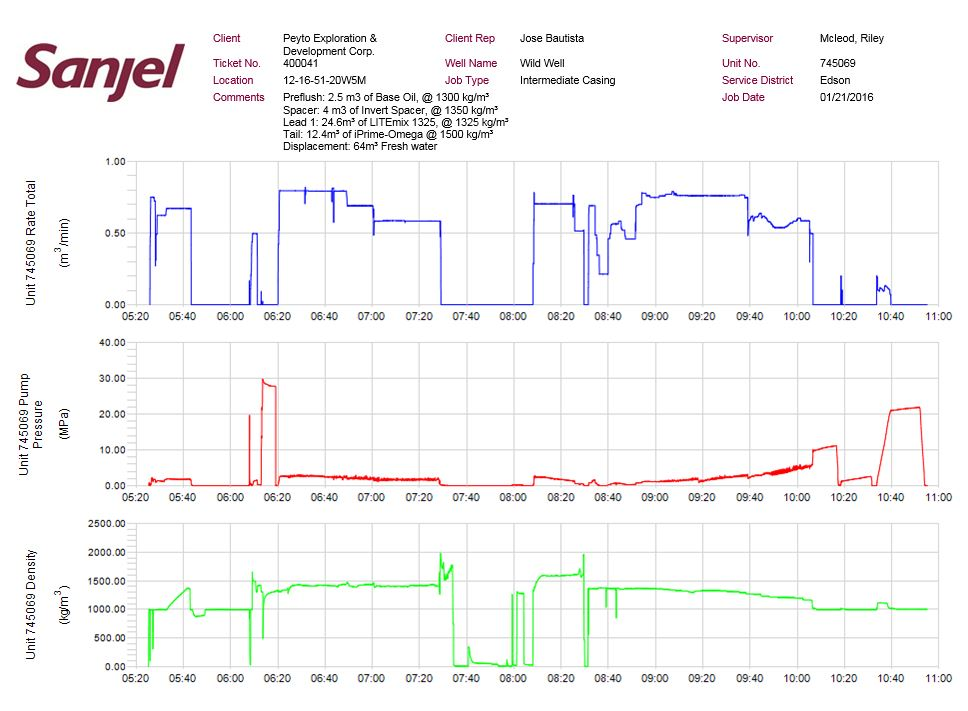 Sanjel
Client Peyto Exploration & Development Corp. Client Rep Jose Bautista Supervisor Mcleod, Riley
Ticket No. 400041 Well Name Wild Well Unit No. 745069
Location 12-16-51-20W5M Job Type Intermediate Casing Service District Edson
Comments Preflush: 2.5 m3 of Base Oil, @ 1300 kg/m³ Job Date 01/21/2016
Spacer: 4 m3 of Invert Spacer, @ 1350 kg/m³
Lead 1: 24.6m³ of LITEmix 1325, @ 1325 kg/m³
Tail: 12.4m³ of iPrime-Omega @ 1500 kg/m³
Displacement: 64m³ Fresh water
Unit 745069 Rate Total
(m³/min)
1.00
0.50
0.00
05:20 05:40 06:00 06:20 06:40 07:00 07:20 07:40 08:00 08:20 08:40 09:00 09:20 09:40 10:00 10:20 10:40 11:00
Unit 745069 Pump
Pressure
(MPa)
40.00
30.00
20.00
10.00
0.00
05:20 05:40 06:00 06:20 06:40 07:00 07:20 07:40 08:00 08:20 08:40 09:00 09:20 09:40 10:00 10:20 10:40 11:00
Unit 745069 Density
(kg/m³)
2500.00
2000.00
1500.00
1000.00
500.00
0.00
05:20 05:40 06:00 06:20 06:40 07:00 07:20 07:40 08:00 08:20 08:40 09:00 09:20 09:40 10:00 10:20 10:40 11:00